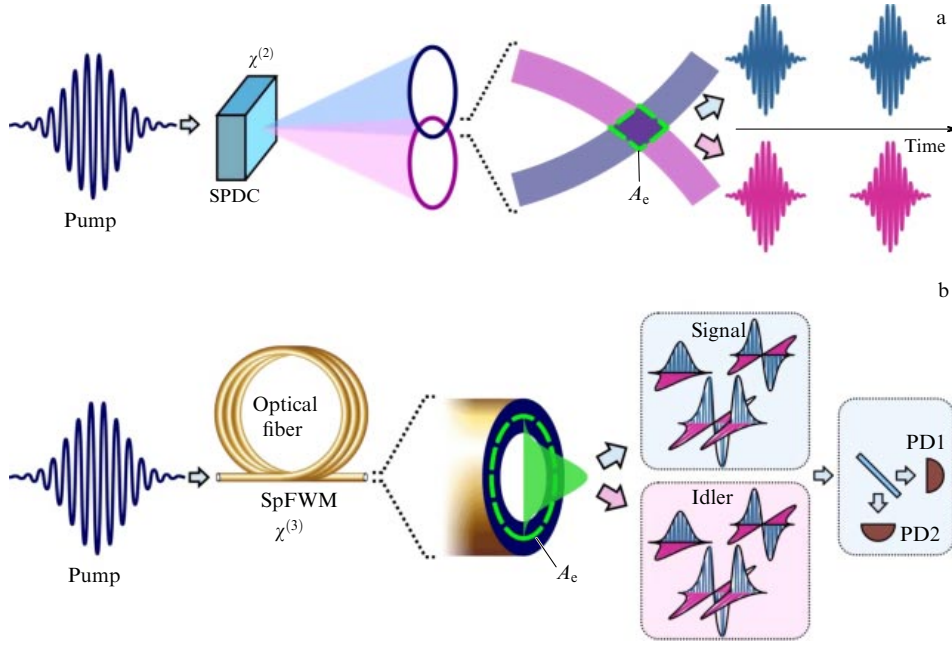 a
χ(2)
SPDC
Pump
Ae
Time
b
Optical
fiber
SpFWM
χ(3)
Pump
Ae
Signal
Idler
PD1
PD2